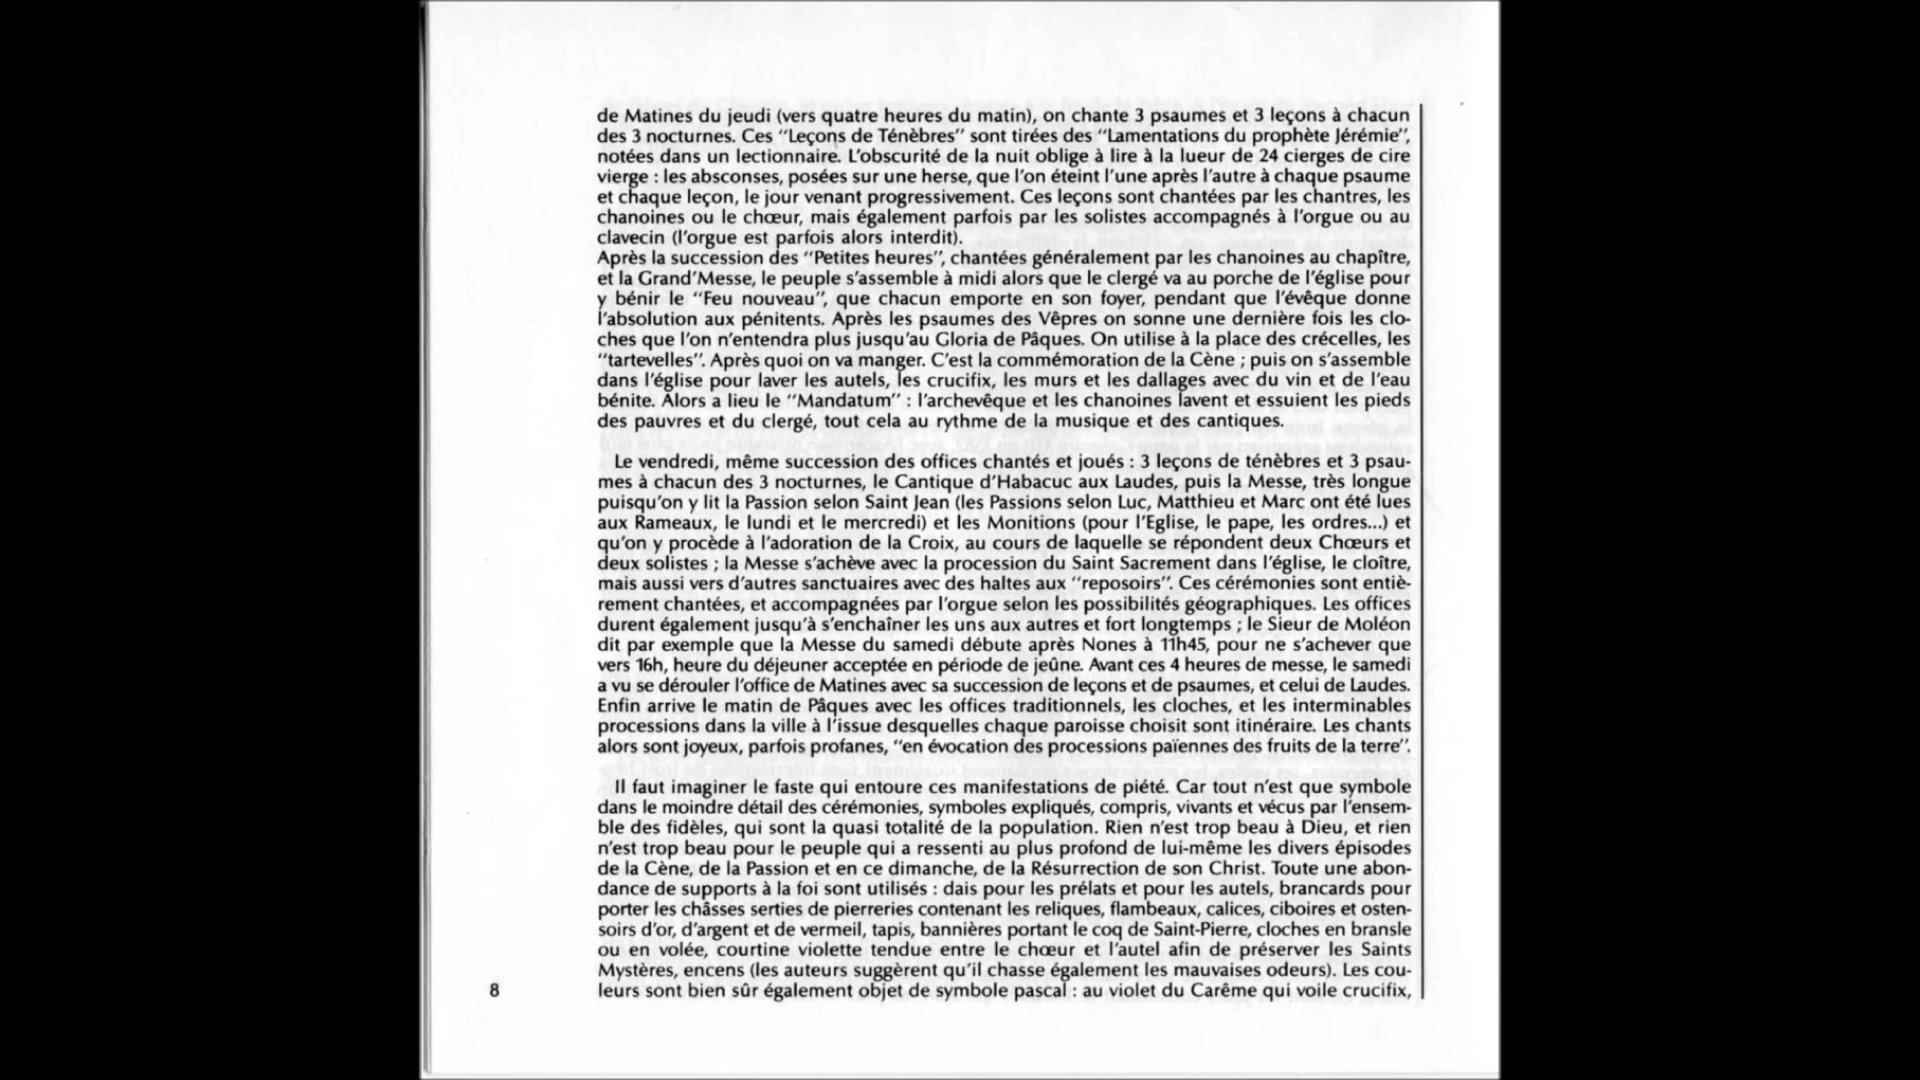 de Matines du jeudi (vers quatre heures du matin), on chante 3 psaumes et 3 leçons à chacun
des 3 nocturnes. Ces "Leçons de Ténèbres" sont tirées des "Lamentations du prophète Jérémie",
notées dans un lectionnaire. L'obscurité de la nuit oblige à lire à la lueur de 24 cierges de cire
vierge : les absconses, posées sur une herse, que l'on éteint l'une après l'autre à chaque psaume
et chaque leçon, le jour venant progressivement. Ces leçons sont chantées par les chantres, les
chanoines ou le chœur, mais également parfois par les solistes accompagnés à l'orgue ou au
clavecin (l'orgue est parfois alors interdit).
Après la succession des "Petites heures", chantées généralement par les chanoines au chapître,
et la Grand'Messe, le peuple s'assemble à midi alors que le clergé va au porche de l'église pour
y bénir le "Feu nouveau", que chacun emporte en son foyer, pendant que l'évêque donne
l'absolution aux pénitents. Après les psaumes des Vêpres on sonne une dernière fois les clo-
ches que l'on n'entendra plus jusqu'au Gloria de Pâques. On utilise à la place des crécelles, les
"tartevelles". Après quoi on va manger. C'est la commémoration de la Cène ; puis on s'assemble
dans l'église pour laver les autels, les crucifix, les murs et les dallages avec du vin et de l'eau
bénite. Alors a lieu le "Mandatum" : l'archevêque et les chanoines lavent et essuient les pieds
des pauvres et du clergé, tout cela au rythme de la musique et des cantiques.
Le vendredi, même succession des offices chantés et joués : 3 leçons de ténèbres et 3 psau-
mes à chacun des 3 nocturnes, le Cantique d'Habacuc aux Laudes, puis la Messe, très longue
puisqu'on y lit la Passion selon Saint Jean (les Passions selon Luc, Matthieu et Marc ont été lues
aux Rameaux, le lundi et le mercredi) et les Monitions (pour l'Eglise, le pape, les ordres...) et
qu'on y procède à l'adoration de la Croix, au cours de laquelle se répondent deux Chœurs et
deux solistes ; la Messe s'achève avec la procession du Saint Sacrement dans l'église, le cloître,
mais aussi vers d'autres sanctuaires avec des haltes aux "reposoirs". Ces cérémonies sont entiè-
rement chantées, et accompagnées par l'orgue selon les possibilités géographiques. Les offices
durent également jusqu'à s'enchaîner les uns aux autres et fort longtemps ; le Sieur de Moléon
dit par exemple que la Messe du samedi débute après Nones à 11h45, pour ne s'achever que
vers 16h, heure du déjeuner acceptée en période de jeûne. Avant ces 4 heures de messe, le samedi
a vu se dérouler l'office de Matines avec sa succession de leçons et de psaumes, et celui de Laudes.
Enfin arrive le matin de Pâques avec les offices traditionnels, les cloches, et les interminables
processions dans la ville à l'issue desquelles chaque paroisse choisit sont itinéraire. Les chants
alors sont joyeux, parfois profanes, "en évocation des processions païennes des fruits de la terre".
Il faut imaginer le faste qui entoure ces manifestations de piété. Car tout n'est que symbole
dans le moindre détail des cérémonies, symboles expliqués, compris, vivants et vécus par l'ensem-
ble des fidèles, qui sont la quasi totalité de la population. Rien n'est trop beau à Dieu, et rien
n'est trop beau pour le peuple qui a ressenti au plus profond de lui-même les divers épisodes
de la Cène, de la Passion et en ce dimanche, de la Résurrection de son Christ. Toute une abon-
dance de supports à la foi sont utilisés : dais pour les prélats et pour les autels, brancards pour
porter les châsses serties de pierreries contenant les reliques, flambeaux, calices, ciboires et osten-
soirs d'or, d'argent et de vermeil, tapis, bannières portant le coq de Saint-Pierre, cloches en bransle
ou en volée, courtine violette tendue entre le chœur et l'autel afin de préserver les Saints
Mystères, encens (les auteurs suggèrent qu'il chasse également les mauvaises odeurs). Les cou-
leurs sont bien sûr également objet de symbole pascal : au violet du Carême qui voile crucifix,
8